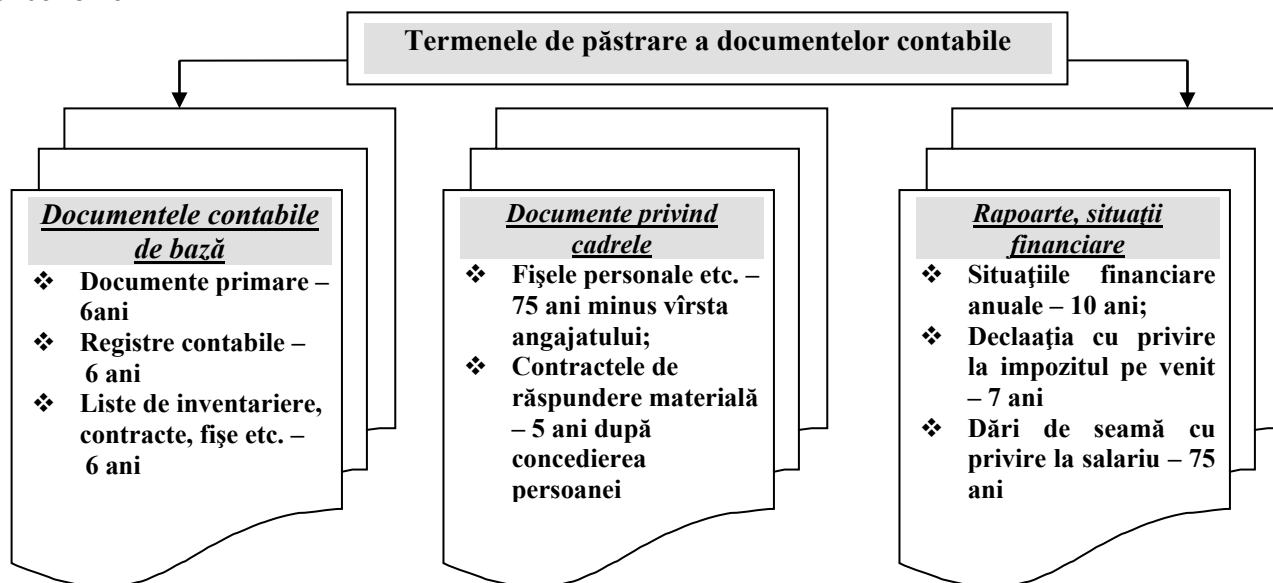 Termenele de păstrare a documentelor contabile
Documentele contabile
de bază
❖ Documente primare –
6ani
❖ Registre contabile –
6 ani
❖ Liste de inventariere,
contracte, fişe etc. –
6 ani
Documente privind
cadrele
❖ Fişele personale etc. –
75 ani minus vîrsta
angajatului;
❖ Contractele de
răspundere materială
– 5 ani după
concedierea
persoanei
Rapoarte, situaţii
financiare
❖ Situaţiile financiare
anuale – 10 ani;
❖ Declaaţia cu privire
la impozitul pe venit
– 7 ani
❖ Dări de seamă cu
privire la salariu – 75
ani